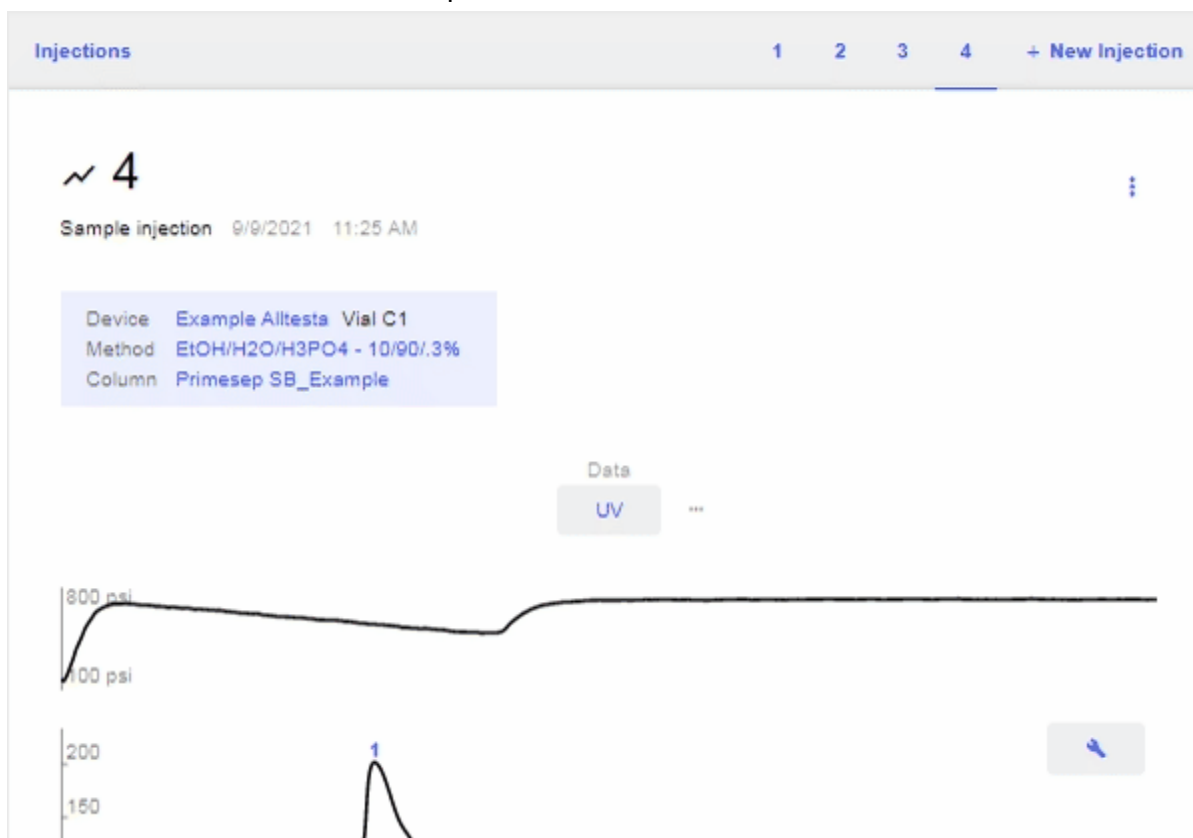 Injections 1 2 3 4 + New Injection
4
Sample injection 9/9/2021 11:25 AM
Device Example Alltesta Vial C1
Method EtOH/H2O/H3PO4 - 10/90/.3%
Column Primesep SB_Example
Data
UV ...
800 psi
100 psi
200
1
150